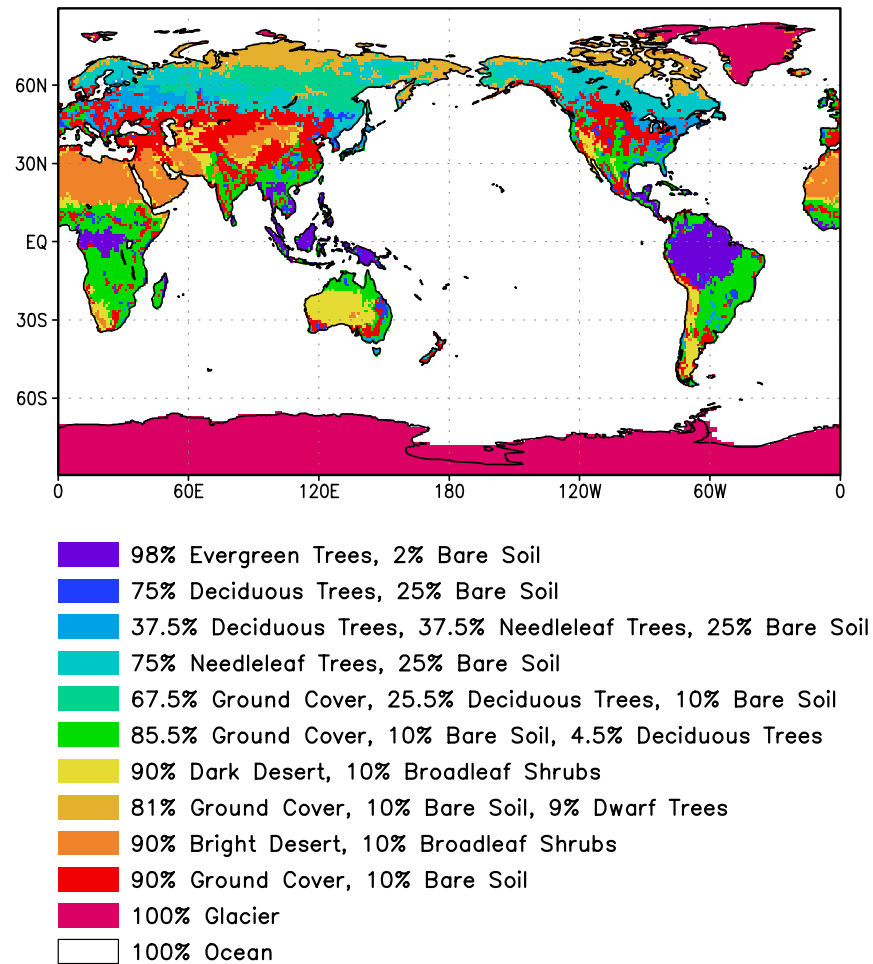 60N
30N
EQ
30S
60S
0 60E 120E 180 120W 60W 0
98% Evergreen Trees, 2% Bare Soil
75% Deciduous Trees, 25% Bare Soil
37.5% Deciduous Trees, 37.5% Needleleaf Trees, 25% Bare Soil
75% Needleleaf Trees, 25% Bare Soil
67.5% Ground Cover, 25.5% Deciduous Trees, 10% Bare Soil
85.5% Ground Cover, 10% Bare Soil, 4.5% Deciduous Trees
90% Dark Desert, 10% Broadleaf Shrubs
81% Ground Cover, 10% Bare Soil, 9% Dwarf Trees
90% Bright Desert, 10% Broadleaf Shrubs
90% Ground Cover, 10% Bare Soil
100% Glacier
100% Ocean